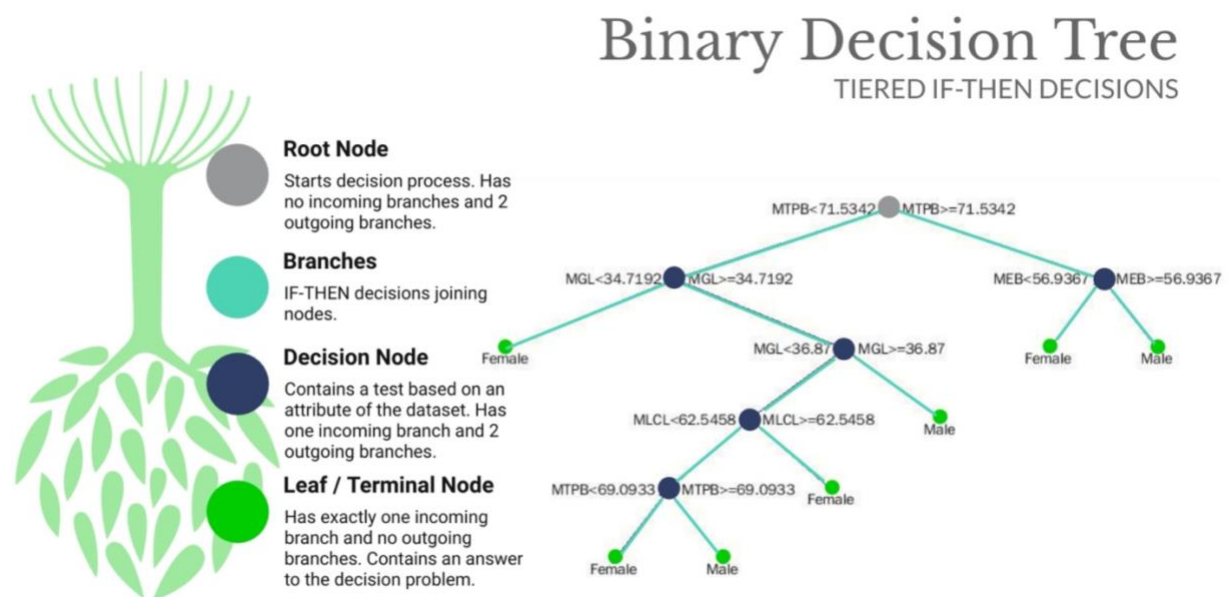 Binary Decision Tree
TIERED IF-THEN DECISIONS
Root Node
Starts decision process. Has
no incoming branches and 2
outgoing branches.
Branches
IF-THEN decisions joining
nodes.
Decision Node
Contains a test based on an
attribute of the dataset. Has
one incoming branch and 2
outgoing branches.
Leaf / Terminal Node
Has exactly one incoming
branch and no outgoing
branches. Contains an answer
to the decision problem.
MTPB<71.5342 MTPB>=71.5342
MGL<34.7192 MGL>=34.7192
MEB<56.9367 MEB>=56.9367
Female
MGL<36.87 MGL>=36.87
Female
Male
MLCL<62.5458 MLCL>=62.5458
Male
MTPB<69.0933 MTPB>=69.0933
Female
Female
Male